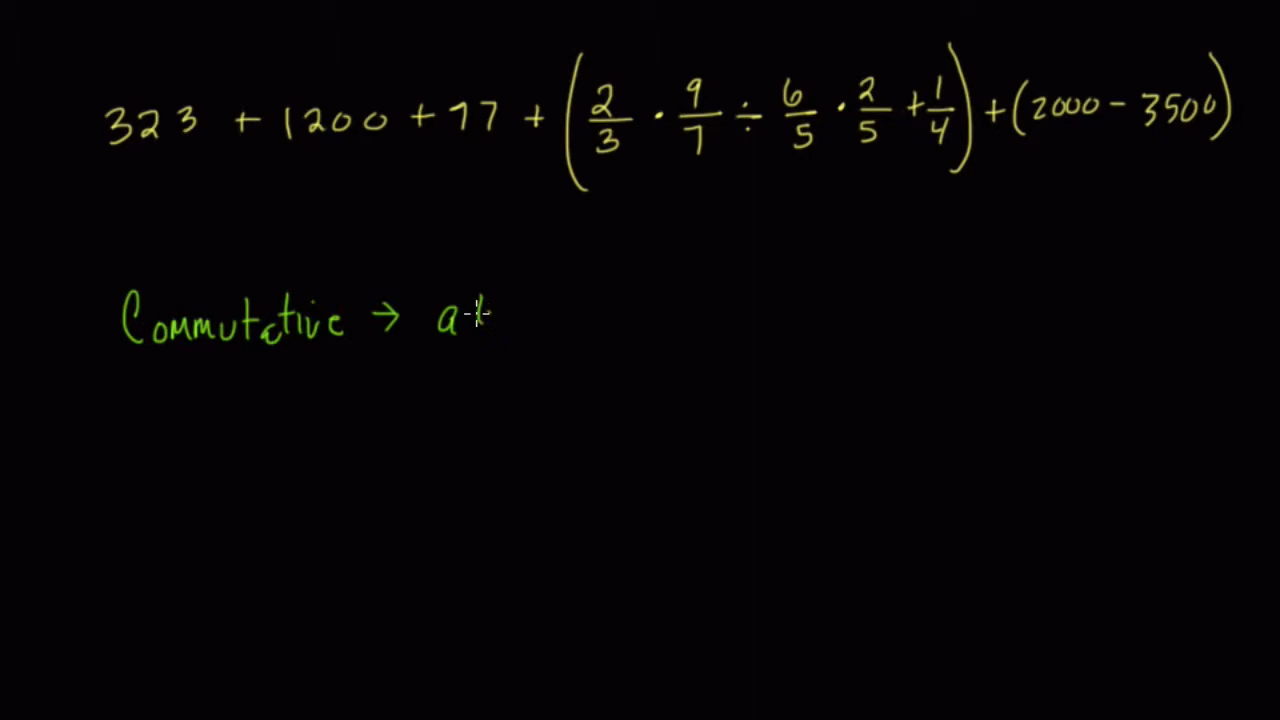 323 + 1200 + 77 + (2/3 · 9/7 ÷ 6/5 · 2/5 + 1/4) + (2000 - 3500)
Commutative → a